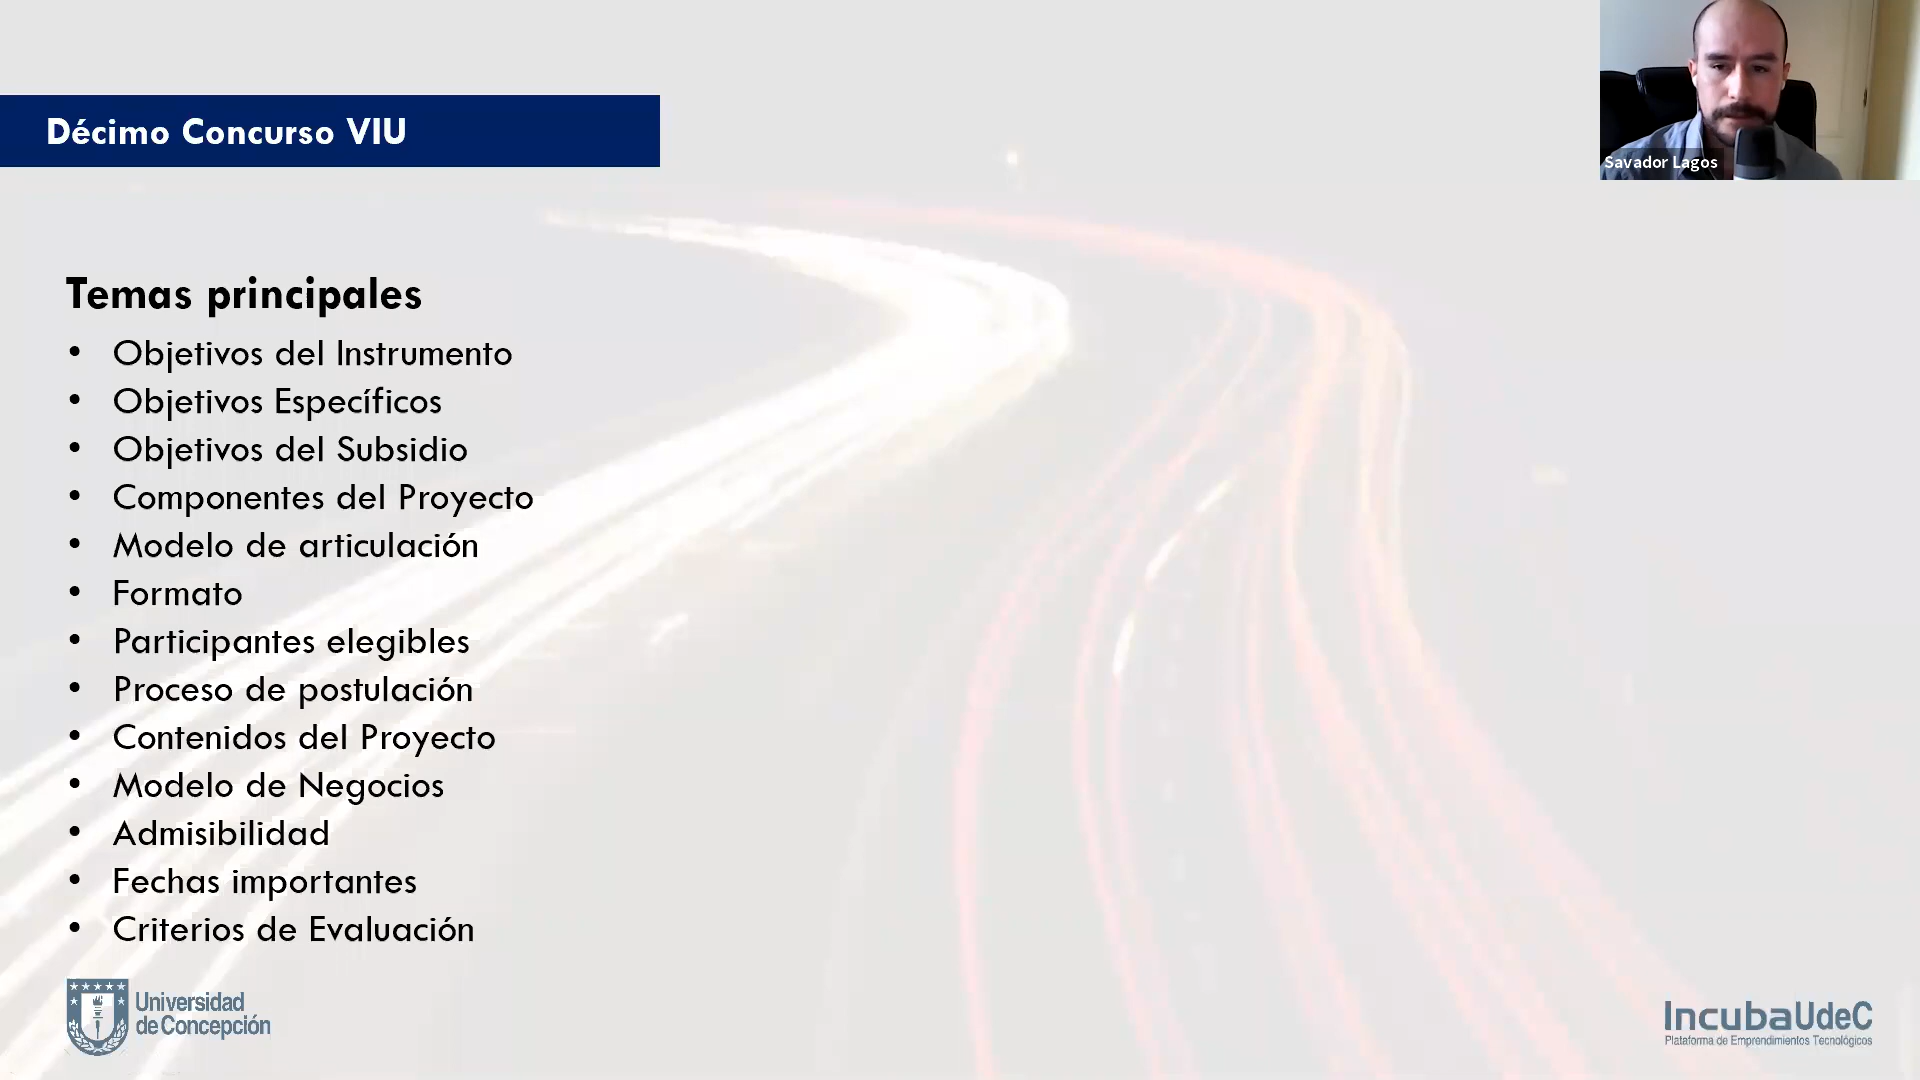 Décimo Concurso VIU
Savador Lagos
Temas principales
• Objetivos del Instrumento
• Objetivos Específicos
• Objetivos del Subsidio
• Componentes del Proyecto
• Modelo de articulación
• Formato
• Participantes elegibles
• Proceso de postulación
• Contenidos del Proyecto
• Modelo de Negocios
• Admisibilidad
• Fechas importantes
• Criterios de Evaluación
Universidad
de Concepción
IncubaUdeC
Plataforma de Emprendimientos Tecnológicos